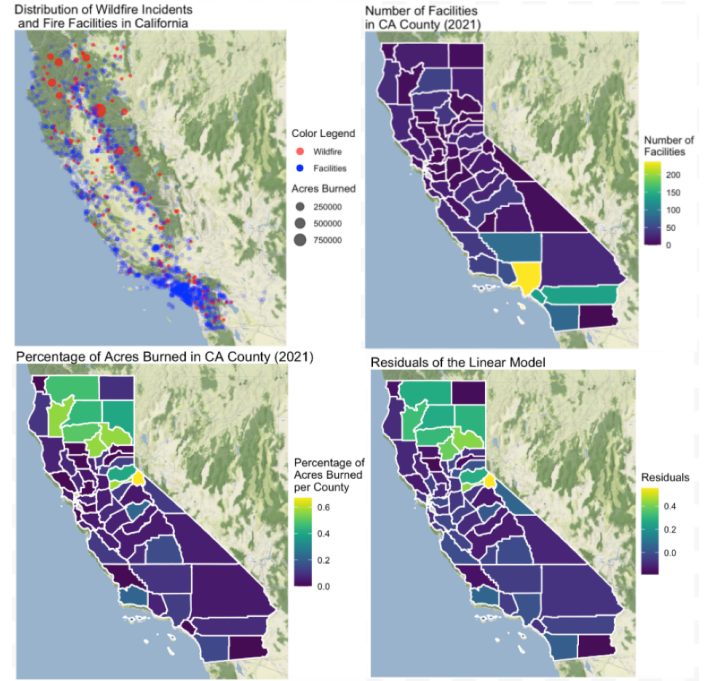 Distribution of Wildfire Incidents
and Fire Facilities in California
Color Legend
Wildfire
Facilities
Acres Burned
250000
500000
750000
Number of Facilities
in CA County (2021)
Number of
Facilities
200
150
100
50
0
Percentage of Acres Burned in CA County (2021)
Percentage of
Acres Burned
per County
0.6
0.4
0.2
0.0
Residuals of the Linear Model
Residuals
0.4
0.2
0.0